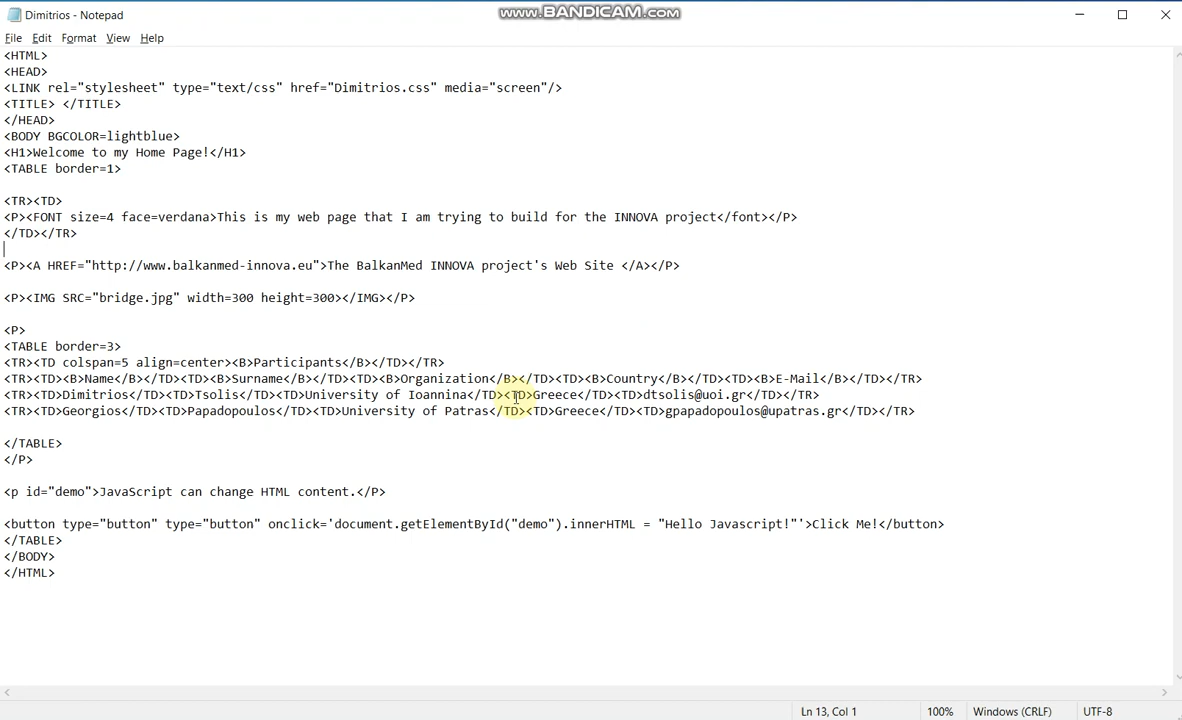 Dimitrios - Notepad
www.BANDICAM.com
File Edit Format View Help
<HTML>
<HEAD>
<LINK rel="stylesheet" type="text/css" href="Dimitrios.css" media="screen"/>
<TITLE> </TITLE>
</HEAD>
<BODY BGCOLOR=lightblue>
<H1>Welcome to my Home Page!</H1>
<TABLE border=1>
<TR><TD>
<P><FONT size=4 face=verdana>This is my web page that I am trying to build for the INNOVA project</font></P>
</TD></TR>
<P><A HREF="http://www.balkanmed-innova.eu">The BalkanMed INNOVA project's Web Site </A></P>
<P><IMG SRC="bridge.jpg" width=300 height=300></IMG></P>
<P>
<TABLE border=3>
<TR><TD colspan=5 align=center><B>Participants</B></TD></TR>
<TR><TD><B>Name</B></TD><TD><B>Surname</B></TD><TD><B>Organization</B></TD><TD><B>Country</B></TD><TD><B>E-Mail</B></TD></TR>
<TR><TD>Dimitrios</TD><TD>Tsolis</TD><TD>University of Ioannina</TD><TD>Greece</TD><TD>dtsolis@uoi.gr</TD></TR>
<TR><TD>Georgios</TD><TD>Papadopoulos</TD><TD>University of Patras</TD><TD>Greece</TD><TD>gpapadopoulos@upatras.gr</TD></TR>
</TABLE>
</P>
<p id="demo">JavaScript can change HTML content.</P>
<button type="button" type="button" onclick='document.getElementById("demo").innerHTML = "Hello Javascript!"'>Click Me!</button>
</TABLE>
</BODY>
</HTML>
Ln 13, Col 1
100%
Windows (CRLF)
UTF-8